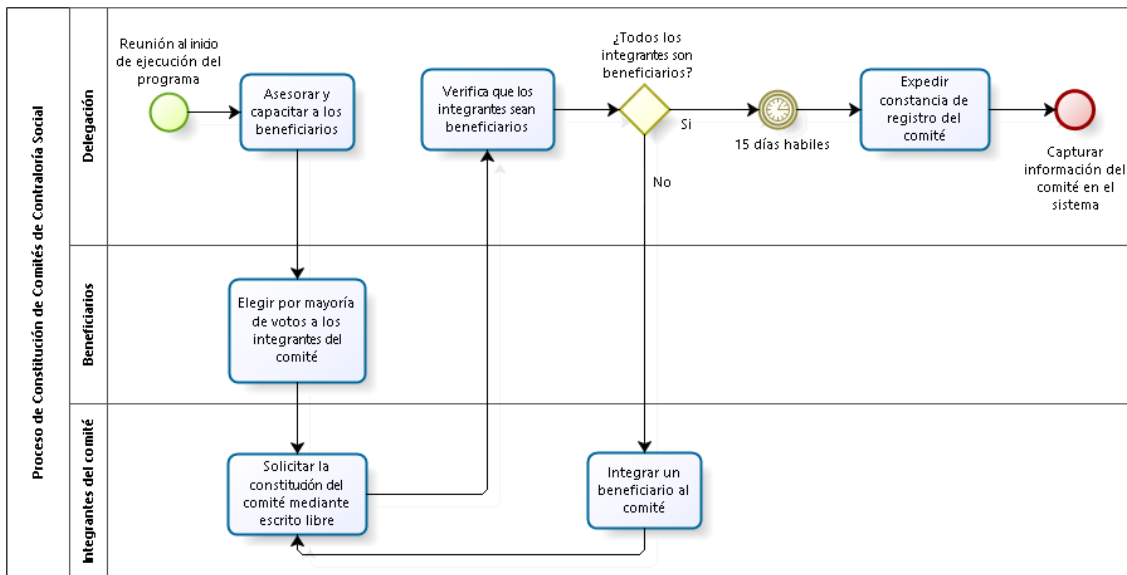 Proceso de Constitución de Comités de Contraloría Social
Delegación
Reunión al inicio
de ejecución del
programa
Asesorar y
capacitar a los
beneficiarios
Verifica que los
integrantes sean
beneficiarios
¿Todos los
integrantes son
beneficiarios?
Si
No
15 días habiles
Expedir
constancia de
registro del
comité
Capturar
información del
comité en el
sistema
Beneficiarios
Elegir por mayoría
de votos a los
integrantes del
comité
Integrantes del comité
Solicitar la
constitución del
comité mediante
escrito libre
Integrar un
beneficiario al
comité